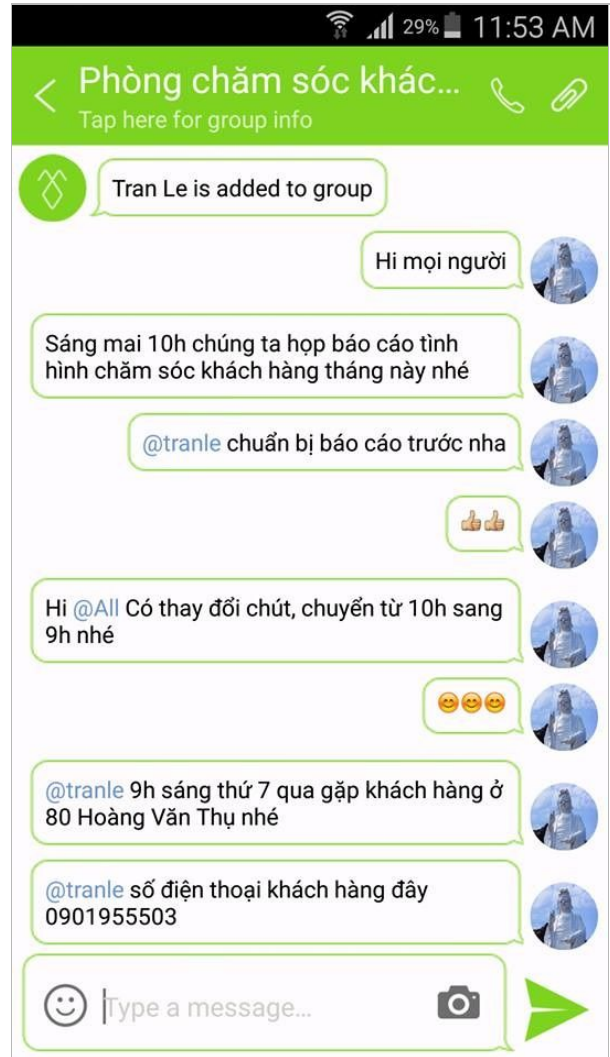 29% 11:53 AM
Phòng chăm sóc khác...
Tap here for group info
Tran Le is added to group
Hi mọi người
Sáng mai 10h chúng ta họp báo cáo tình
hình chăm sóc khách hàng tháng này nhé
@tranle chuẩn bị báo cáo trước nha
👍👍
Hi @All Có thay đổi chút, chuyển từ 10h sang
9h nhé
😊😊😊
@tranle 9h sáng thứ 7 qua gặp khách hàng ở
80 Hoàng Văn Thụ nhé
@tranle số điện thoại khách hàng đây
0901955503
Type a message...